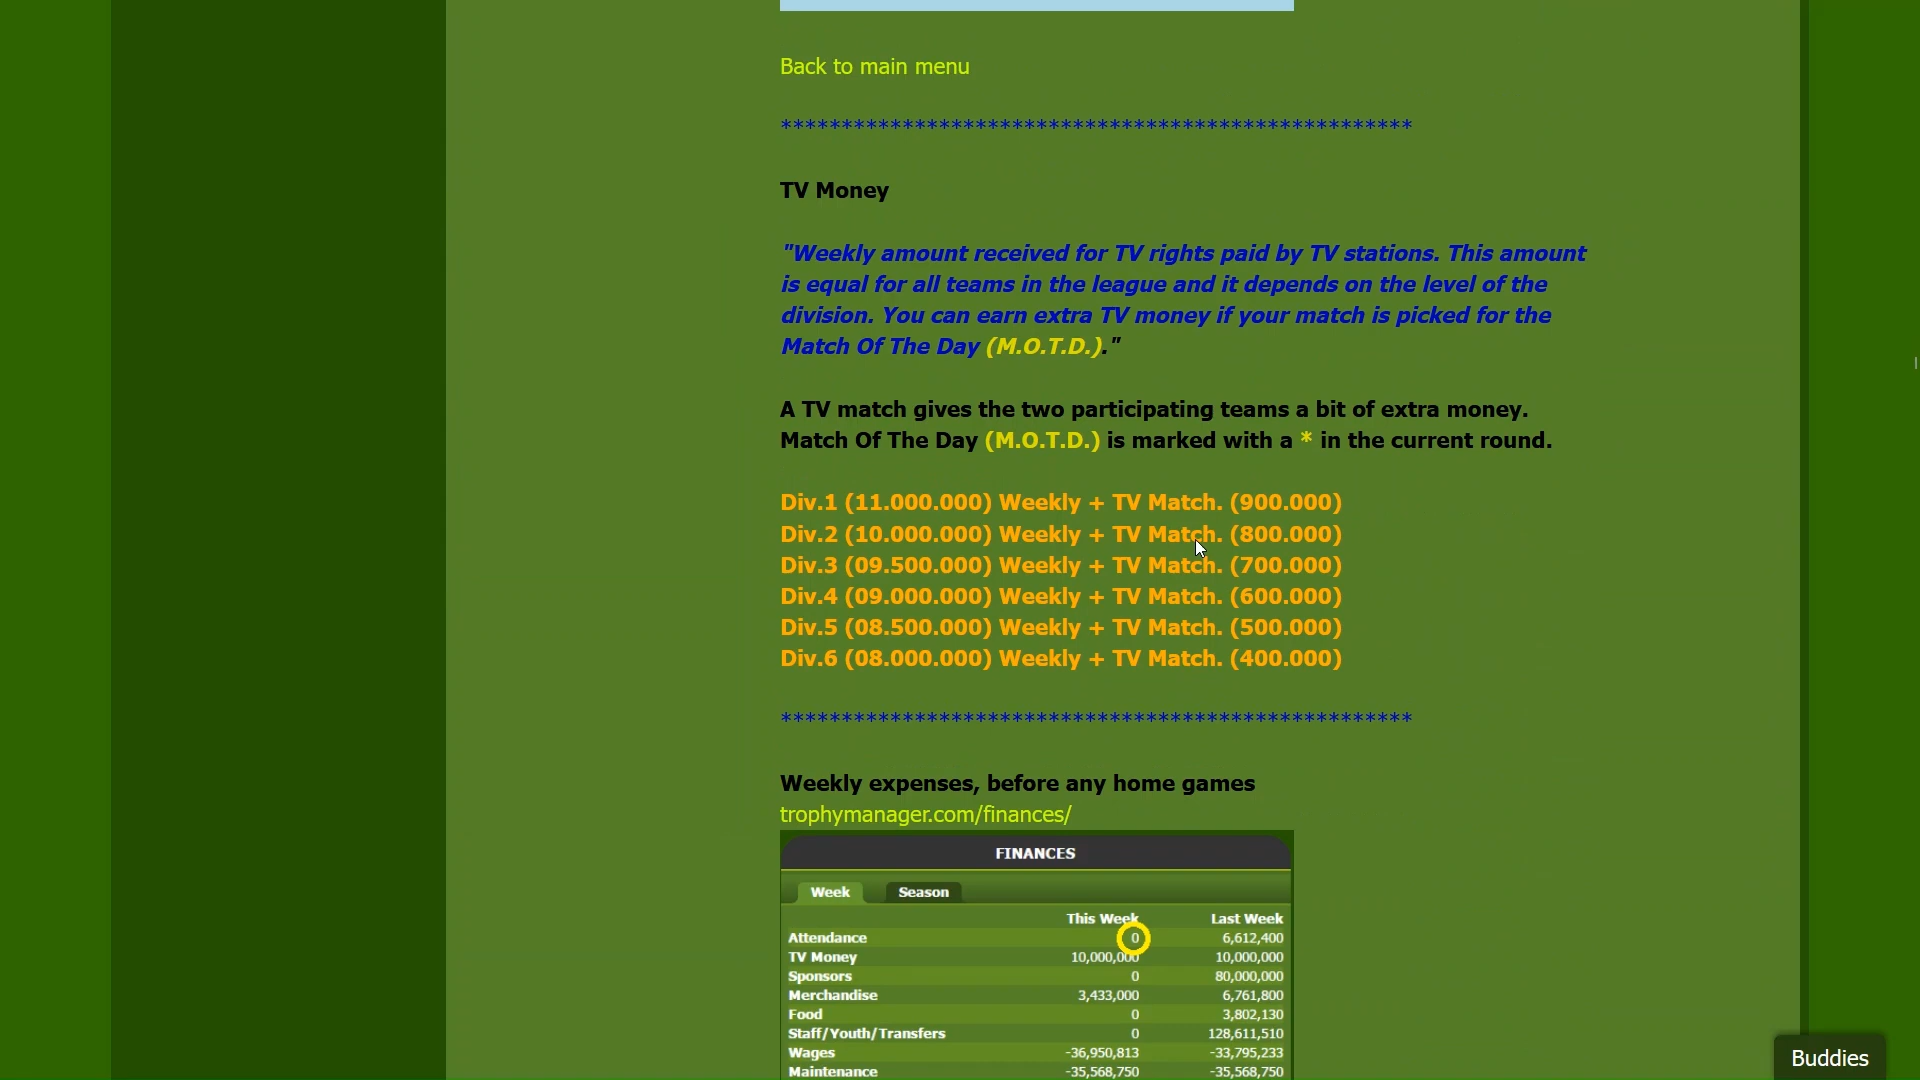 Back to main menu
****************************************************
TV Money
"Weekly amount received for TV rights paid by TV stations. This amount
is equal for all teams in the league and it depends on the level of the
division. You can earn extra TV money if your match is picked for the
Match Of The Day (M.O.T.D.)."
A TV match gives the two participating teams a bit of extra money.
Match Of The Day (M.O.T.D.) is marked with a * in the current round.
Div.1 (11.000.000) Weekly + TV Match. (900.000)
Div.2 (10.000.000) Weekly + TV Match. (800.000)
Div.3 (09.500.000) Weekly + TV Match. (700.000)
Div.4 (09.000.000) Weekly + TV Match. (600.000)
Div.5 (08.500.000) Weekly + TV Match. (500.000)
Div.6 (08.000.000) Weekly + TV Match. (400.000)
****************************************************
Weekly expenses, before any home games
trophymanager.com/finances/
FINANCES
Week Season
This Week Last Week
Attendance 0 6,612,400
TV Money 10,000,000 10,000,000
Sponsors 0 80,000,000
Merchandise 3,433,000 6,761,800
Food 0 3,802,130
Staff/Youth/Transfers 0 128,611,510
Wages -36,950,813 -33,795,233
Maintenance -35,568,750 -35,568,750
Buddies